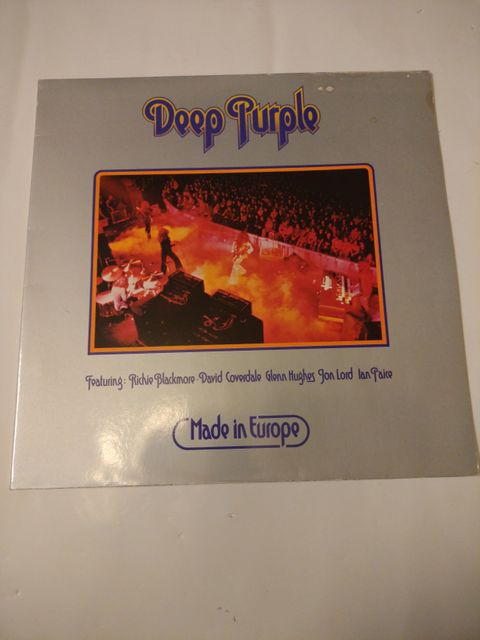 Deep Purple
Featuring: Richie Blackmore David Coverdale Glenn Hughes Jon Lord Ian Paice
Made in Europe